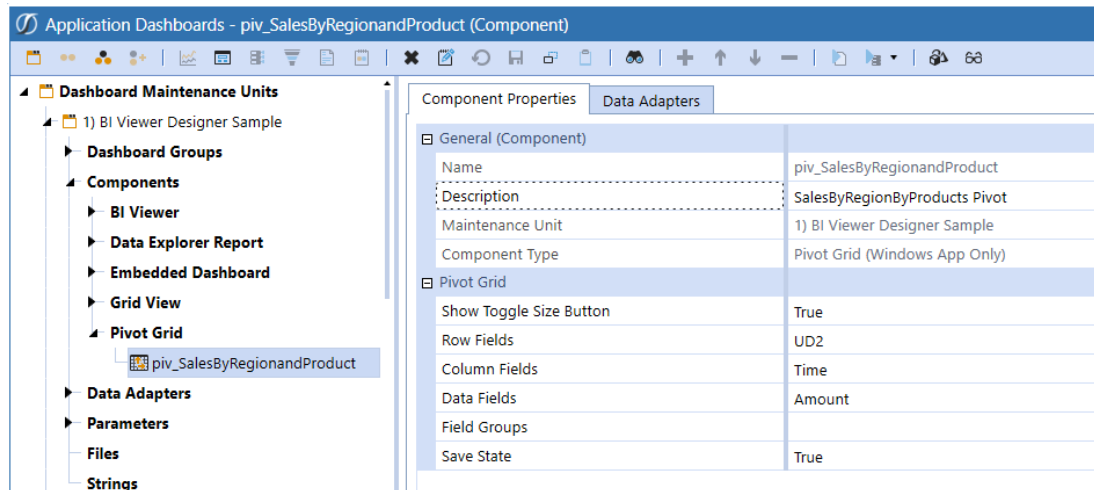 Application Dashboards - piv_SalesByRegionandProduct (Component)
Dashboard Maintenance Units
1) BI Viewer Designer Sample
Dashboard Groups
Components
BI Viewer
Data Explorer Report
Embedded Dashboard
Grid View
Pivot Grid
piv_SalesByRegionandProduct
Data Adapters
Parameters
Files
Strings
Component Properties Data Adapters
General (Component)
Name piv_SalesByRegionandProduct
Description SalesByRegionByProducts Pivot
Maintenance Unit 1) BI Viewer Designer Sample
Component Type Pivot Grid (Windows App Only)
Pivot Grid
Show Toggle Size Button True
Row Fields UD2
Column Fields Time
Data Fields Amount
Field Groups
Save State True